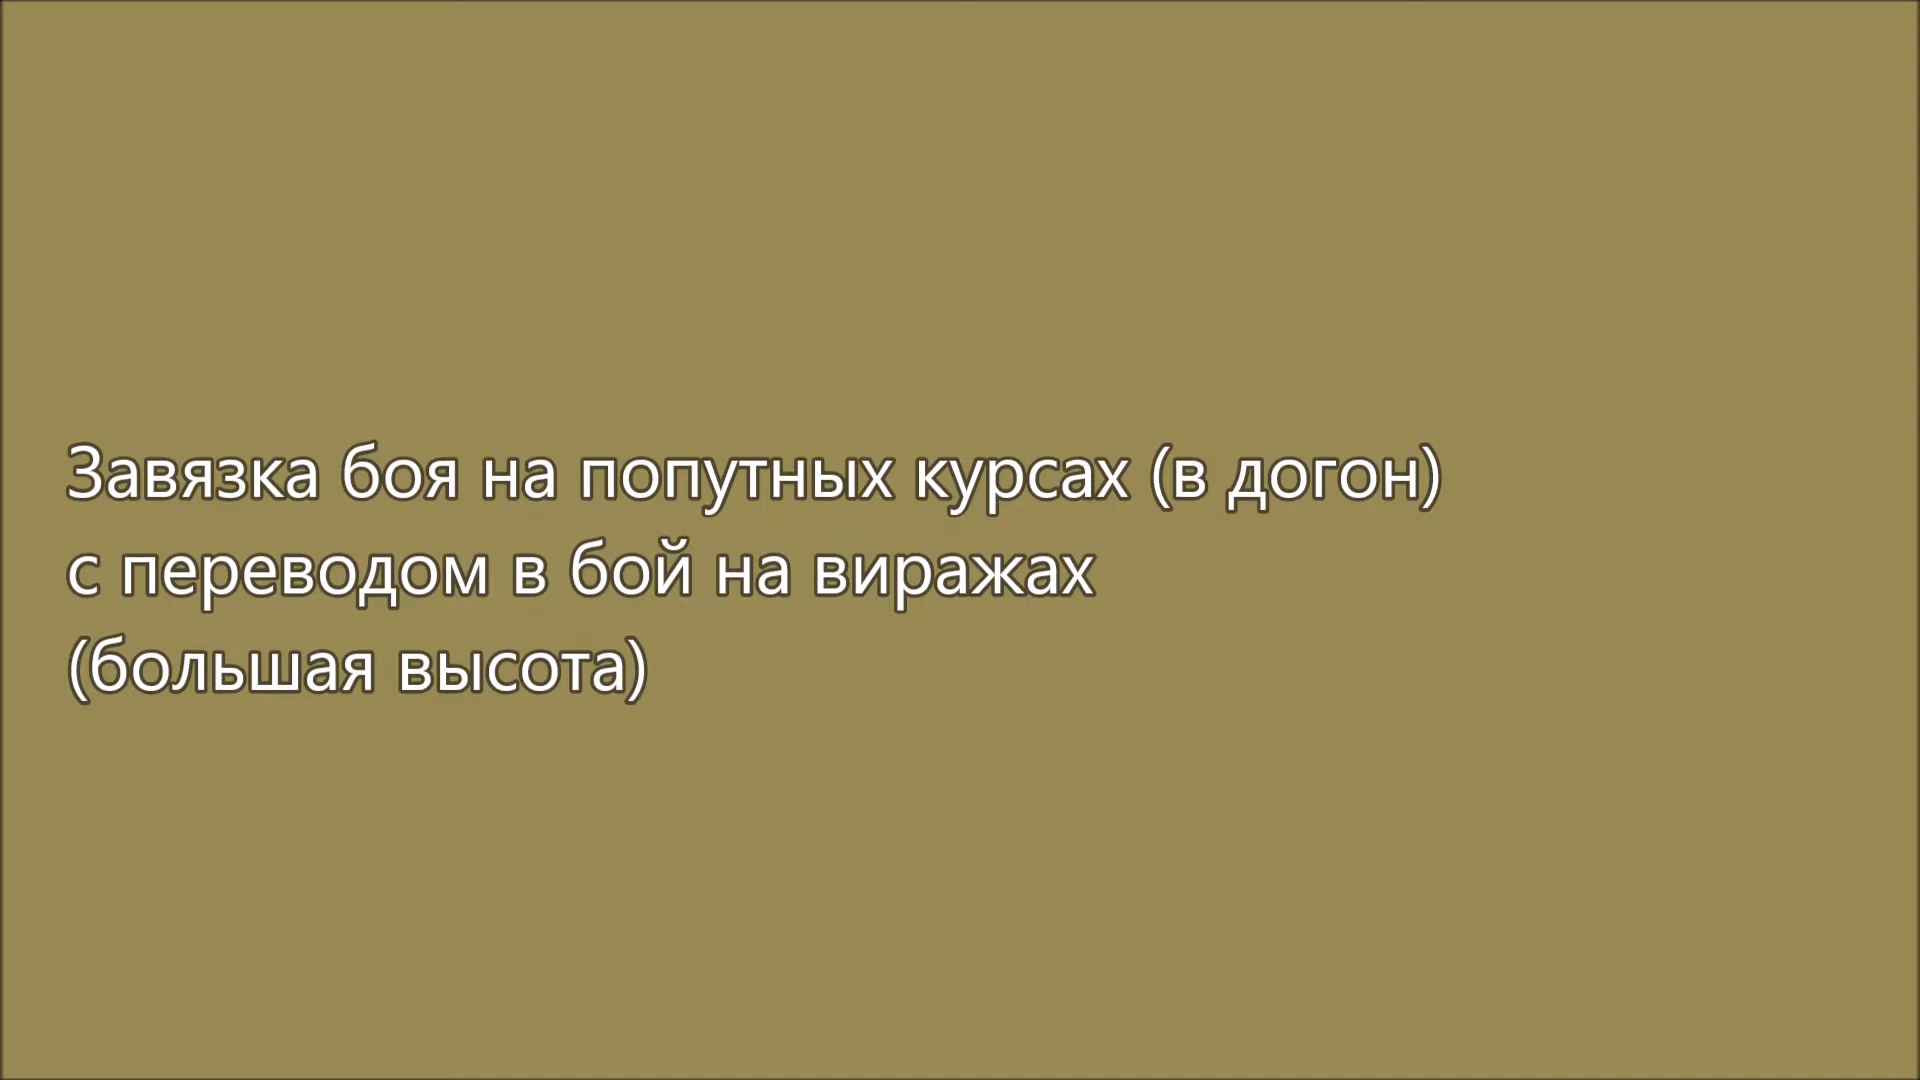 Завязка боя на попутных курсах (в догон)
с переводом в бой на виражах
(большая высота)